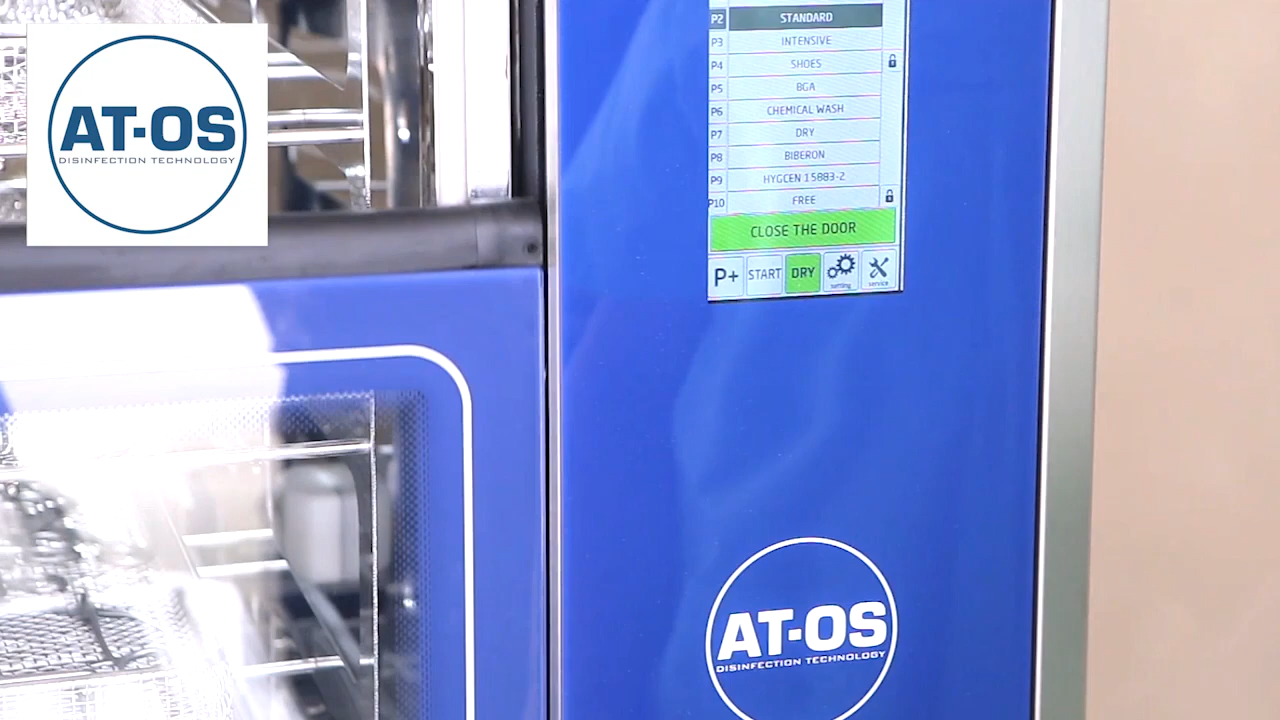 AT-OS
DISINFECTION TECHNOLOGY
P2 STANDARD
P3 INTENSIVE
P4 SHOES
P5 BGA
P6 CHEMICAL WASH
P7 DRY
P8 BIBERON
P9 HYGCEN 15883-2
P10 FREE
CLOSE THE DOOR
P+ START DRY setting service
AT-OS
DISINFECTION TECHNOLOGY